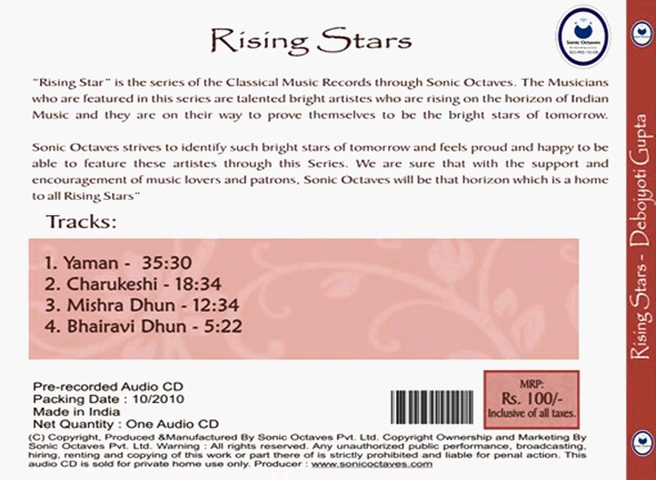 Rising Stars
Sonic Octaves
"Rising Star" is the series of the Classical Music Records through Sonic Octaves. The Musicians
who are featured in this series are talented bright artistes who are rising on the horizon of Indian
Music and they are on their way to prove themselves to be the bright stars of tomorrow.
Sonic Octaves strives to identify such bright stars of tomorrow and feels proud and happy to be
able to feature these artistes through this Series. We are sure that with the support and
encouragement of music lovers and patrons, Sonic Octaves will be that horizon which is a home
to all Rising Stars"
Tracks:
1. Yaman - 35:30
2. Charukeshi - 18:34
3. Mishra Dhun - 12:34
4. Bhairavi Dhun - 5:22
Pre-recorded Audio CD
Packing Date : 10/2010
Made in India
Net Quantity : One Audio CD
MRP:
Rs. 100/-
Inclusive of all taxes.
(C) Copyright, Produced &Manufactured By Sonic Octaves Pvt. Ltd. Copyright Ownership and Marketing By
Sonic Octaves Pvt. Ltd. Warning : All rights reserved. Any unauthorized public performance, broadcasting,
hiring, renting and copying of this work or part there of is strictly prohibited and liable for penal action. This
audio CD is sold for private home use only. Producer : www.sonicoctaves.com
Rising Stars - Debojyoti Gupta